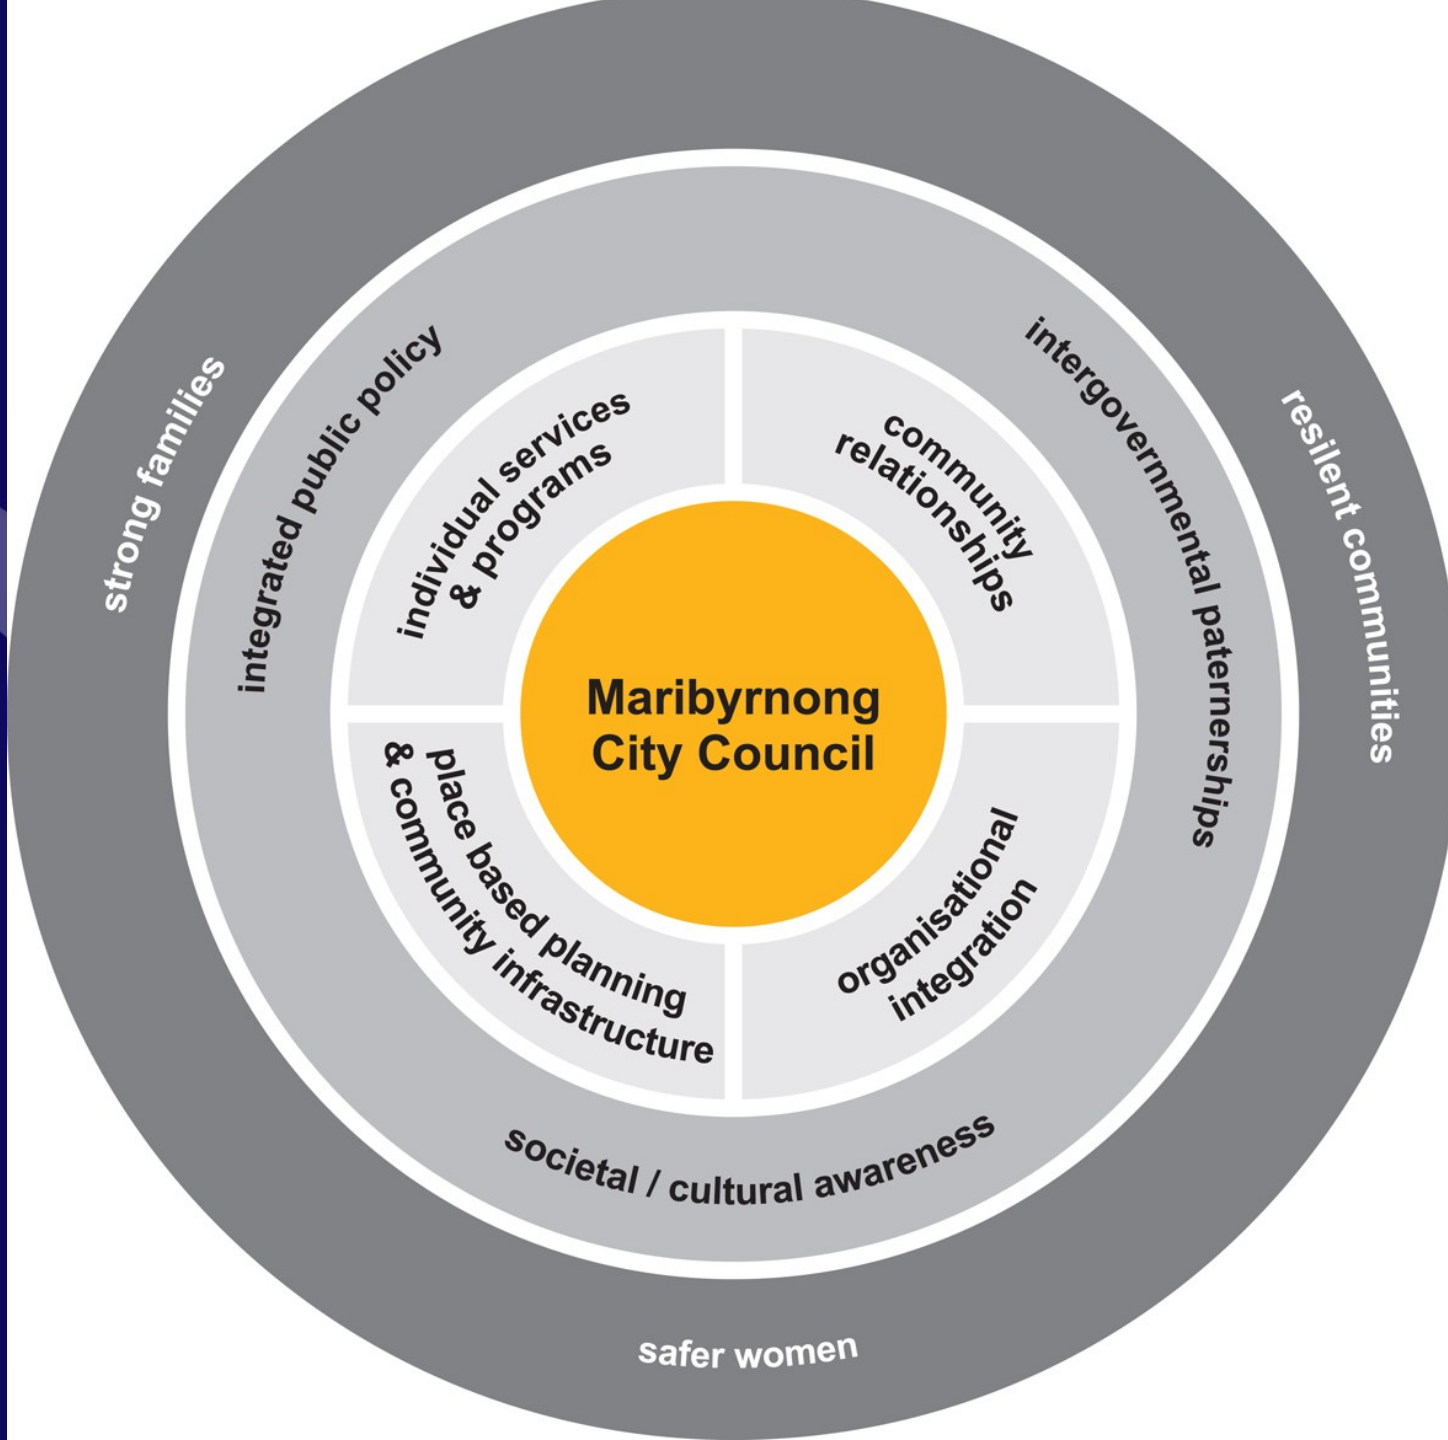 strong families
resilent communities
safer women
integrated public policy
intergovernmental paternerships
societal / cultural awareness
individual services
& programs
community
relationships
place based planning
& community infrastructure
organisational
integration
Maribyrnong
City Council